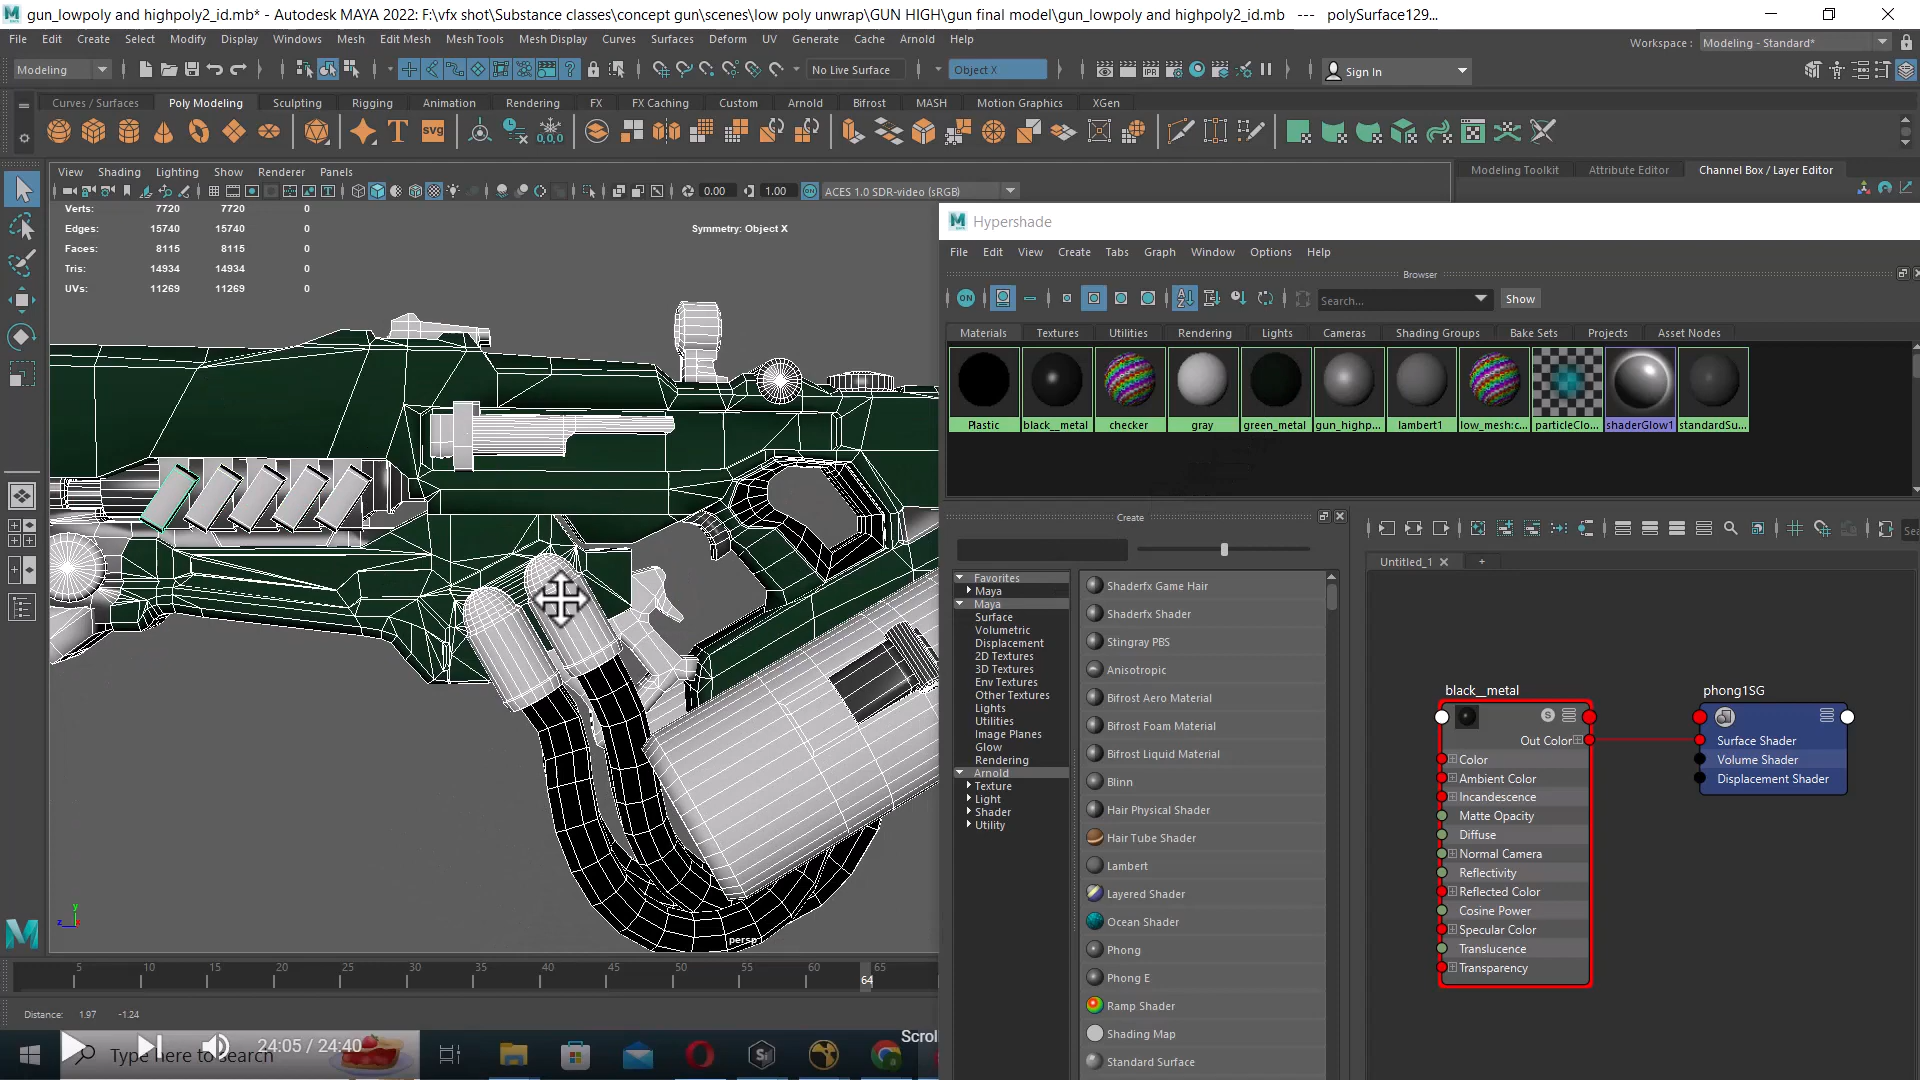 gun_lowpoly and highpoly2_id.mb* - Autodesk MAYA 2022: F:\vfx shot\Substance classes\concept gun\scenes\low poly unwrap\GUN HIGH\gun final model\gun_lowpoly and highpoly2_id.mb --- polySurface129...
File Edit Create Select Modify Display Windows Mesh Edit Mesh Mesh Tools Mesh Display Curves Surfaces Deform UV Generate Cache Arnold Help
Workspace : Modeling - Standard*
Modeling No Live Surface Object X Sign In
Curves / Surfaces Poly Modeling Sculpting Rigging Animation Rendering FX FX Caching Custom Arnold Bifrost MASH Motion Graphics XGen
T svg 0,0,0
View Shading Lighting Show Renderer Panels
Modeling Toolkit Attribute Editor Channel Box / Layer Editor
0.00 1.00 ON ACES 1.0 SDR-video (sRGB)
Verts: 7720 7720 0
Edges: 15740 15740 0
Faces: 8115 8115 0
Tris: 14934 14934 0
UVs: 11269 11269 0
Symmetry: Object X
Hypershade
File Edit View Create Tabs Graph Window Options Help
Browser
ON Search... Show
Materials Textures Utilities Rendering Lights Cameras Shading Groups Bake Sets Projects Asset Nodes
Plastic black__metal checker gray green_metal gun_highp... lambert1 low_mesh:c... particleClo... shaderGlow1 standardSu...
Create
Untitled_1 +
Favorites
Maya
Maya
Surface
Volumetric
Displacement
2D Textures
3D Textures
Env Textures
Other Textures
Lights
Utilities
Image Planes
Glow
Rendering
Arnold
Texture
Light
Shader
Utility
Shaderfx Game Hair
Shaderfx Shader
Stingray PBS
Anisotropic
Bifrost Aero Material
Bifrost Foam Material
Bifrost Liquid Material
Blinn
Hair Physical Shader
Hair Tube Shader
Lambert
Layered Shader
Ocean Shader
Phong
Phong E
Ramp Shader
Shading Map
Standard Surface
black__metal
S
Out Color
Color
Ambient Color
Incandescence
Matte Opacity
Diffuse
Normal Camera
Reflectivity
Reflected Color
Cosine Power
Specular Color
Translucence
Transparency
phong1SG
Surface Shader
Volume Shader
Displacement Shader
y
z
persp
5 10 15 20 25 30 35 40 45 50 55 60 65
64
Distance: 1.97 -1.24
Type here to search
24:05 / 24:40
Scrol